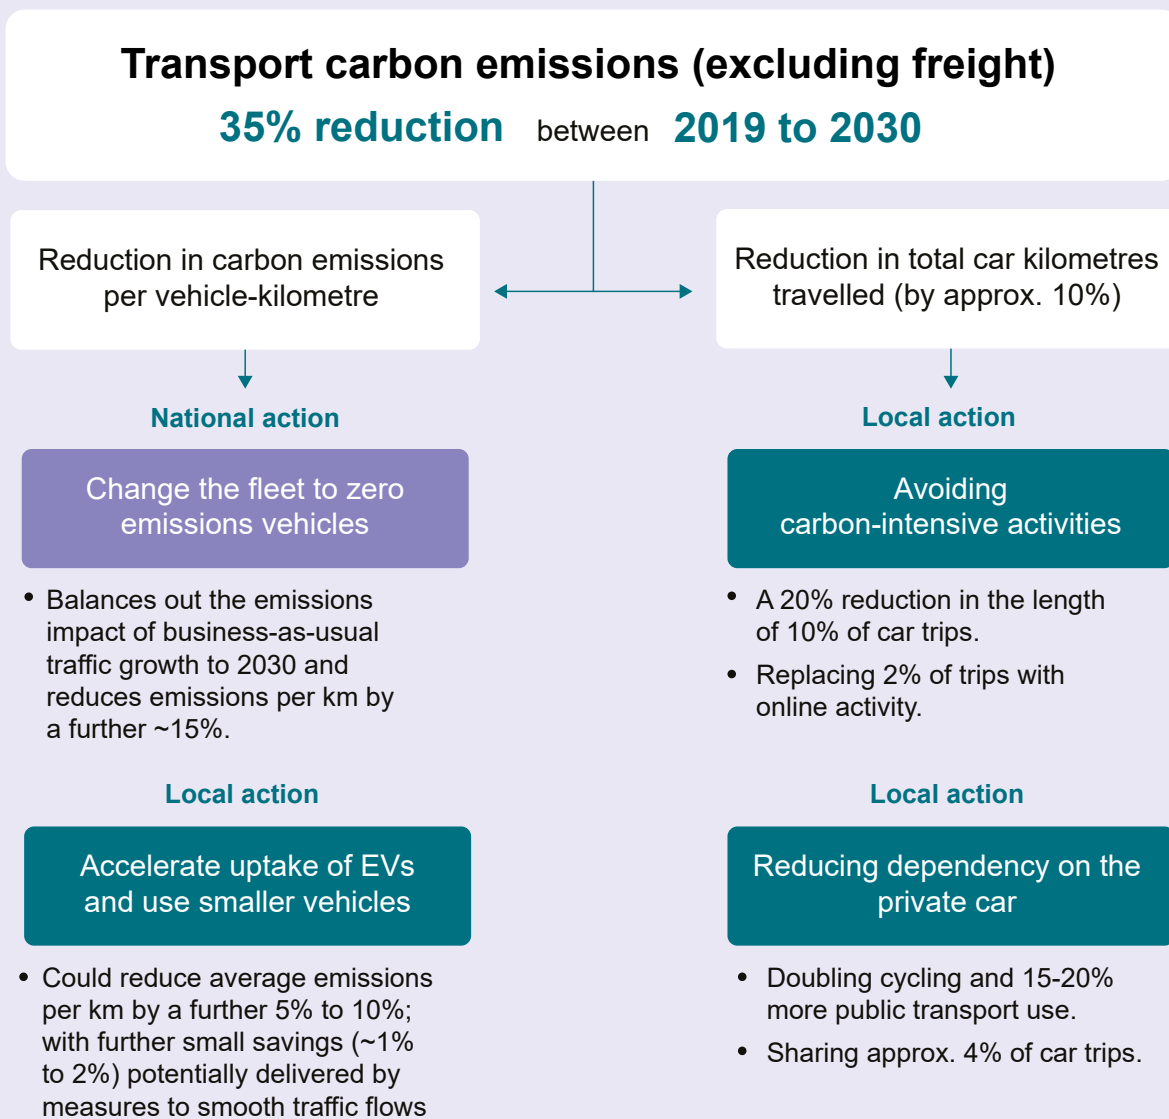 Transport carbon emissions (excluding freight)
35% reduction between 2019 to 2030
Reduction in carbon emissions
per vehicle-kilometre
National action
Change the fleet to zero
emissions vehicles
• Balances out the emissions
impact of business-as-usual
traffic growth to 2030 and
reduces emissions per km by
a further ~15%.
Local action
Accelerate uptake of EVs
and use smaller vehicles
• Could reduce average emissions
per km by a further 5% to 10%;
with further small savings (~1%
to 2%) potentially delivered by
measures to smooth traffic flows
Reduction in total car kilometres
travelled (by approx. 10%)
Local action
Avoiding
carbon-intensive activities
• A 20% reduction in the length
of 10% of car trips.
• Replacing 2% of trips with
online activity.
Local action
Reducing dependency on the
private car
• Doubling cycling and 15-20%
more public transport use.
• Sharing approx. 4% of car trips.